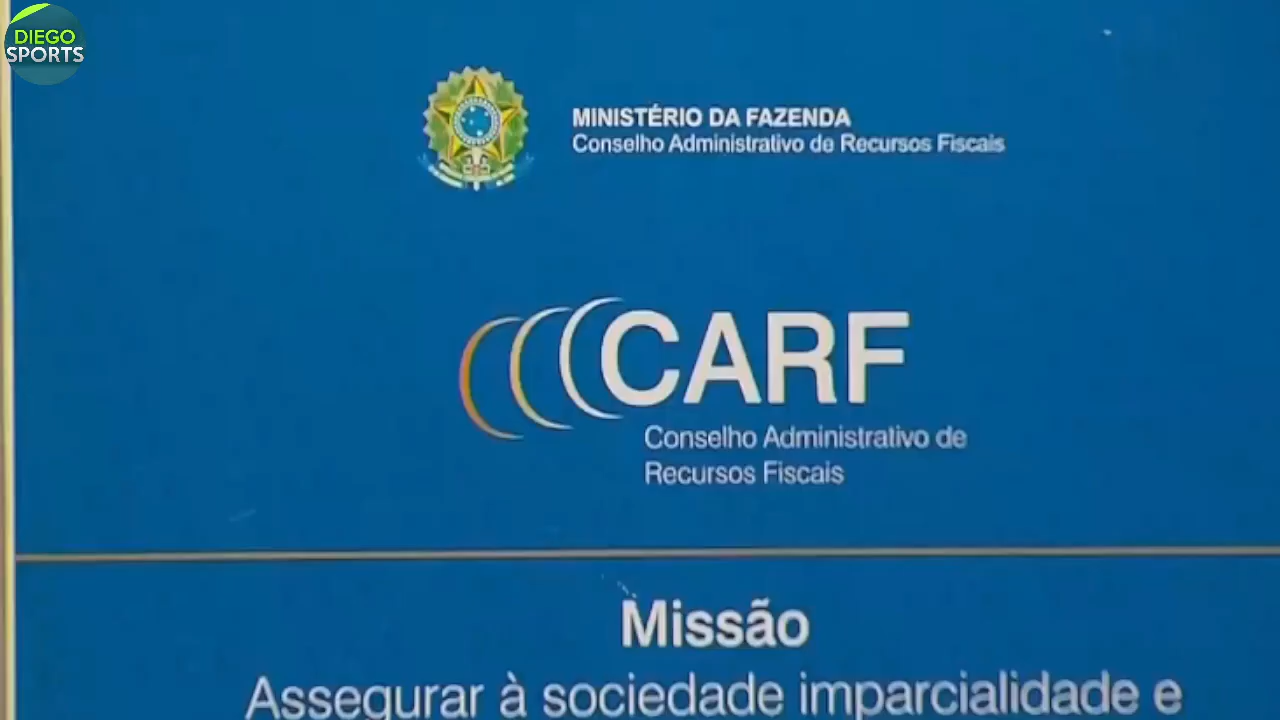 DIEGO
SPORTS
MINISTÉRIO DA FAZENDA
Conselho Administrativo de Recursos Fiscais
CARF
Conselho Administrativo de
Recursos Fiscais
Missão
Assegurar à sociedade imparcialidade e